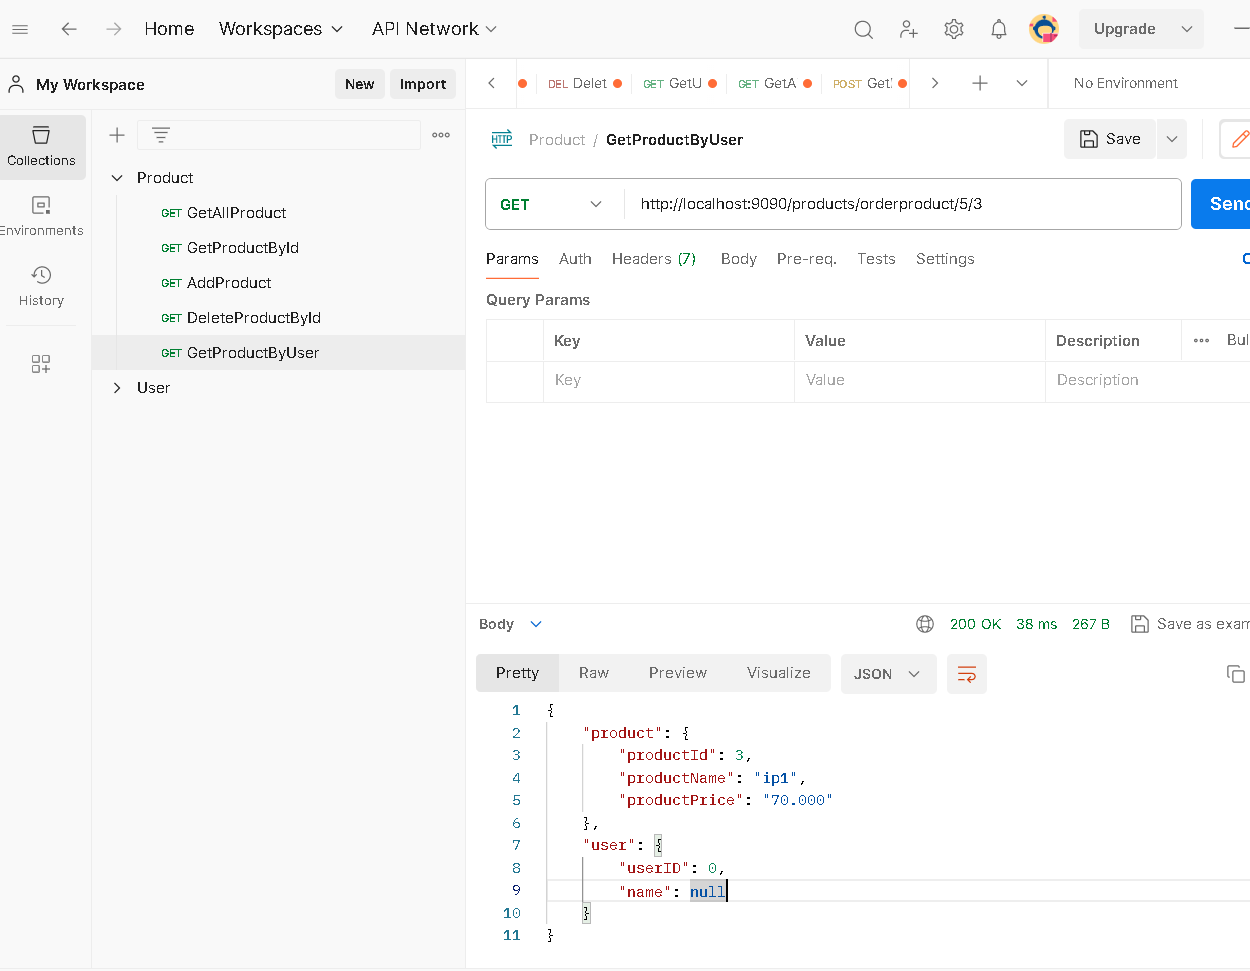 Home Workspaces API Network Upgrade
My Workspace New Import DEL Delet GET GetU GET GetA POST Get No Environment
Collections
Environments
History
Product
GET GetAllProduct
GET GetProductById
GET AddProduct
GET DeleteProductById
GET GetProductByUser
User
HTTP Product / GetProductByUser Save
GET http://localhost:9090/products/orderproduct/5/3 Send
Params Auth Headers (7) Body Pre-req. Tests Settings
Query Params
Key Value Description Bul
Key Value Description
Body 200 OK 38 ms 267 B Save as exam
Pretty Raw Preview Visualize JSON
1 {
2 "product": {
3 "productId": 3,
4 "productName": "ip1",
5 "productPrice": "70.000"
6 },
7 "user": {
8 "userID": 0,
9 "name": null
10 }
11 }